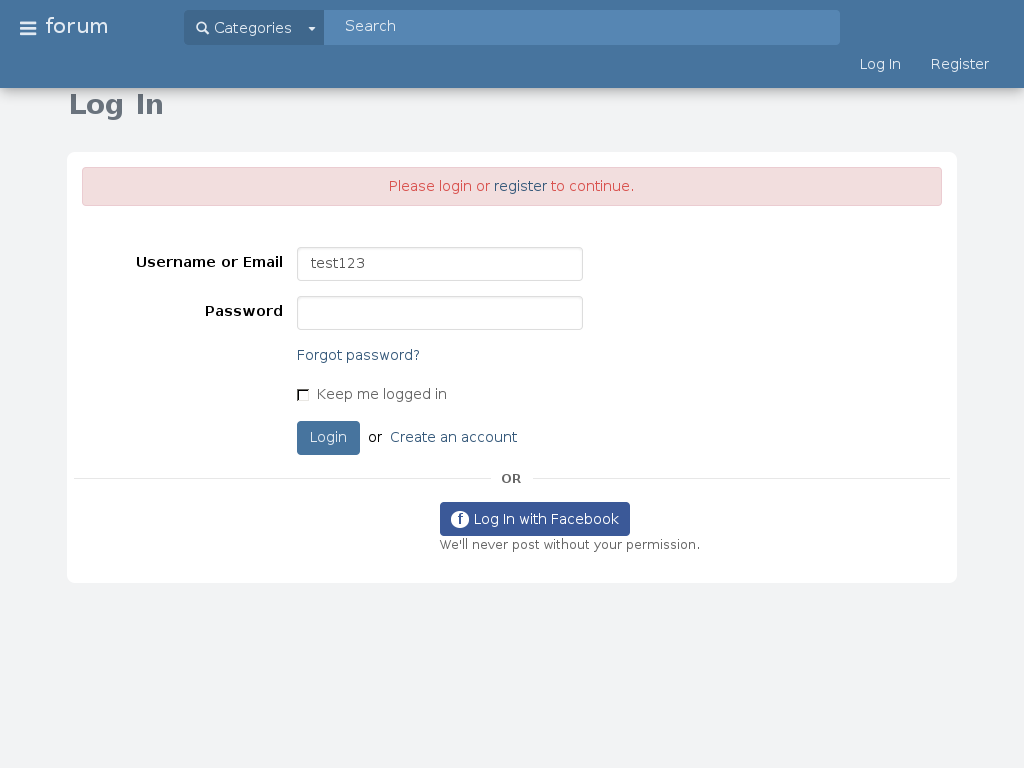 forum
Categories
Search
Log In
Register
Log In
Please login or register to continue.
Username or Email
test123
Password
Forgot password?
Keep me logged in
Login or Create an account
OR
f Log In with Facebook
We'll never post without your permission.